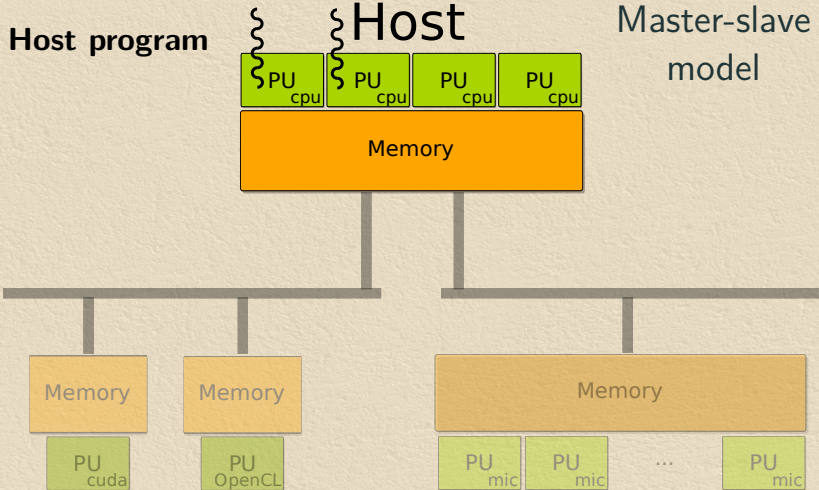 Host program
Host
Master-slave
model
PU
cpu
PU
cpu
PU
cpu
PU
cpu
Memory
Memory
Memory
Memory
PU
cuda
PU
OpenCL
PU
mic
PU
mic
...
PU
mic